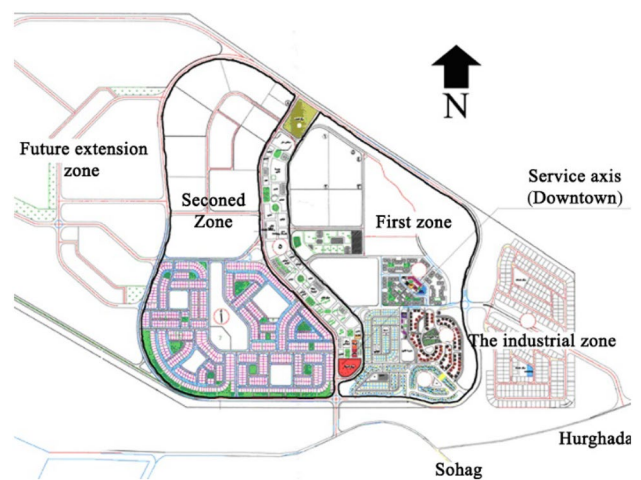 N
Future extension
zone
Seconed
Zone
First zone
Service axis
(Downtown)
The industrial zone
Hurghada
Sohag